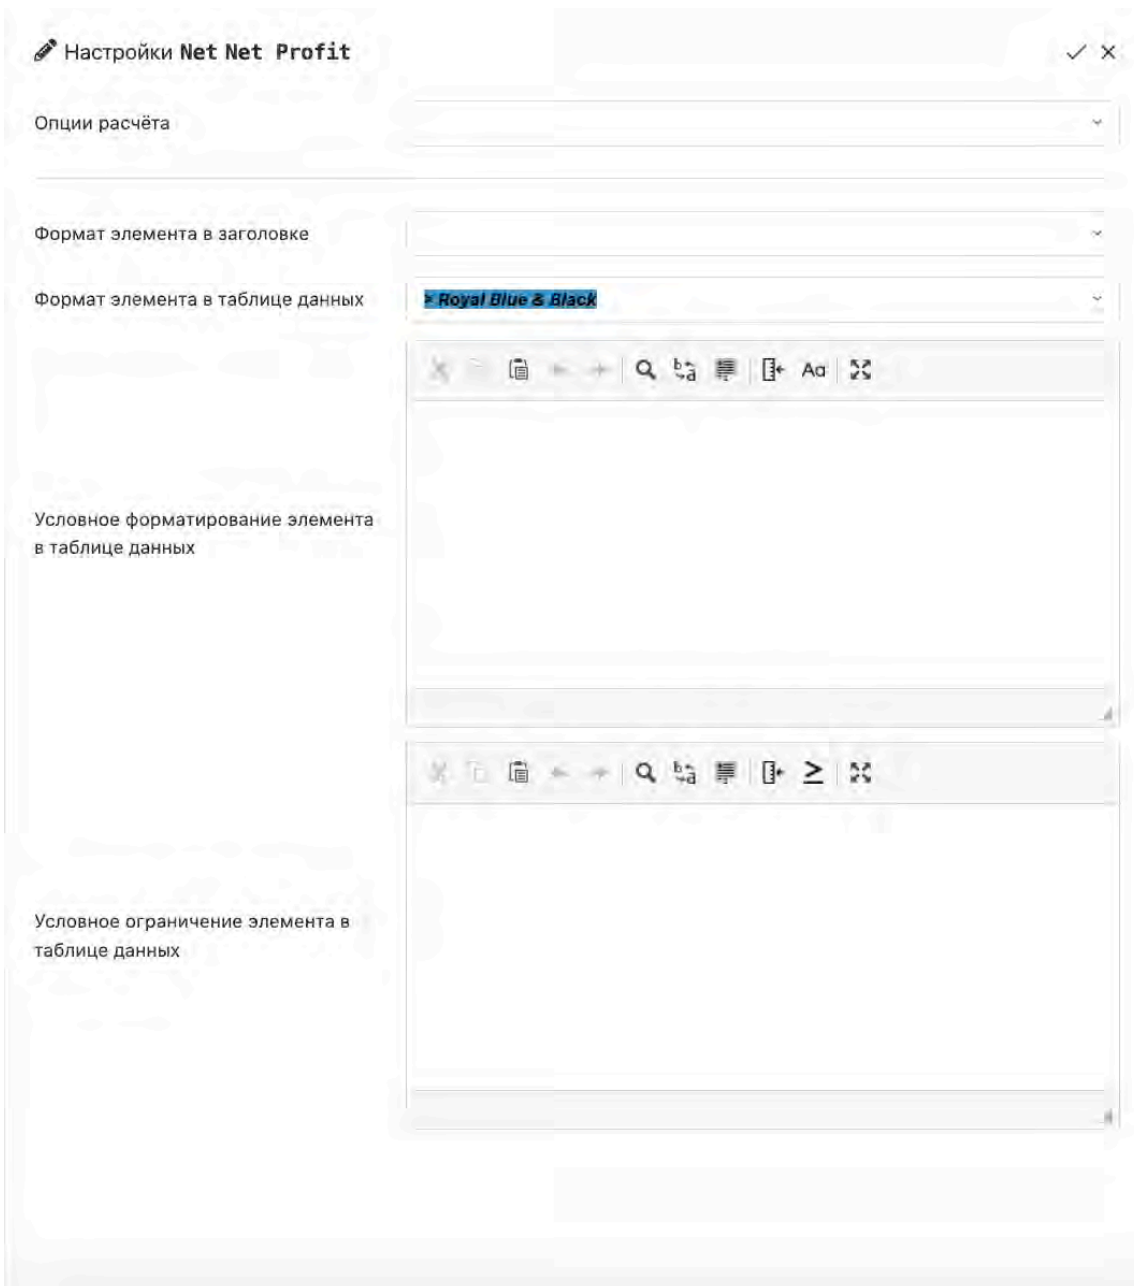 Настройки Net Net Profit
Опции расчёта
Формат элемента в заголовке
Формат элемента в таблице данных
> Royal Blue & Black
Aa
Условное форматирование элемента
в таблице данных
Условное ограничение элемента в
таблице данных